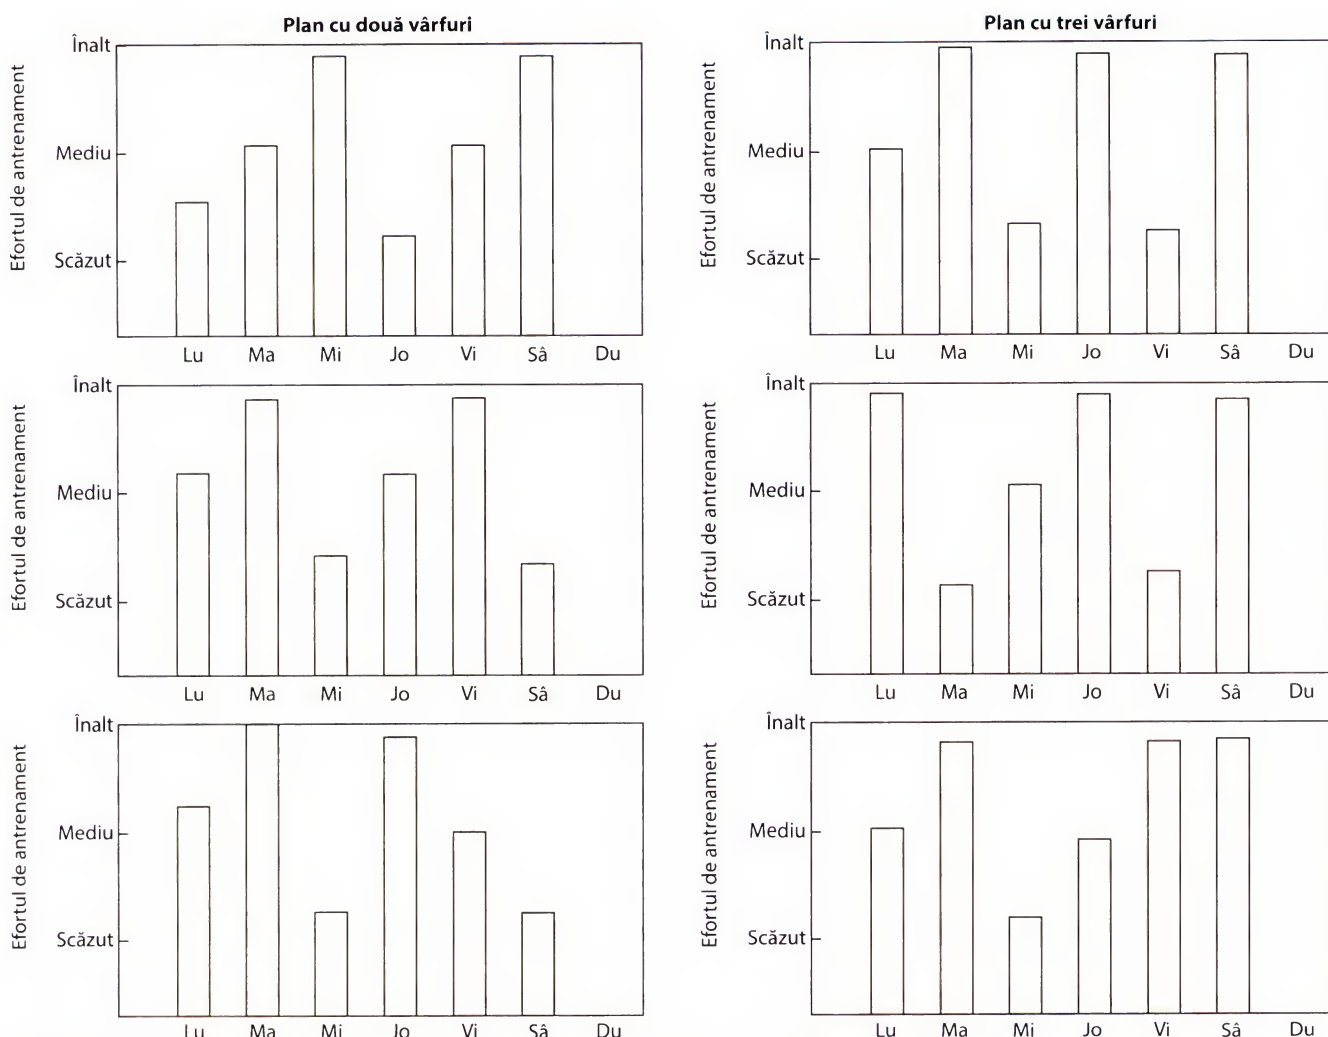 Plan cu două vârfuri
Efortul de antrenament
Înalt
Mediu
Scăzut
Lu Ma Mi Jo Vi Sâ Du
Efortul de antrenament
Înalt
Mediu
Scăzut
Lu Ma Mi Jo Vi Sâ Du
Efortul de antrenament
Înalt
Mediu
Scăzut
Lu Ma Mi Jo Vi Sâ Du
Plan cu trei vârfuri
Efortul de antrenament
Înalt
Mediu
Scăzut
Lu Ma Mi Jo Vi Sâ Du
Efortul de antrenament
Înalt
Mediu
Scăzut
Lu Ma Mi Jo Vi Sâ Du
Efortul de antrenament
Înalt
Mediu
Scăzut
Lu Ma Mi Jo Vi Sâ Du